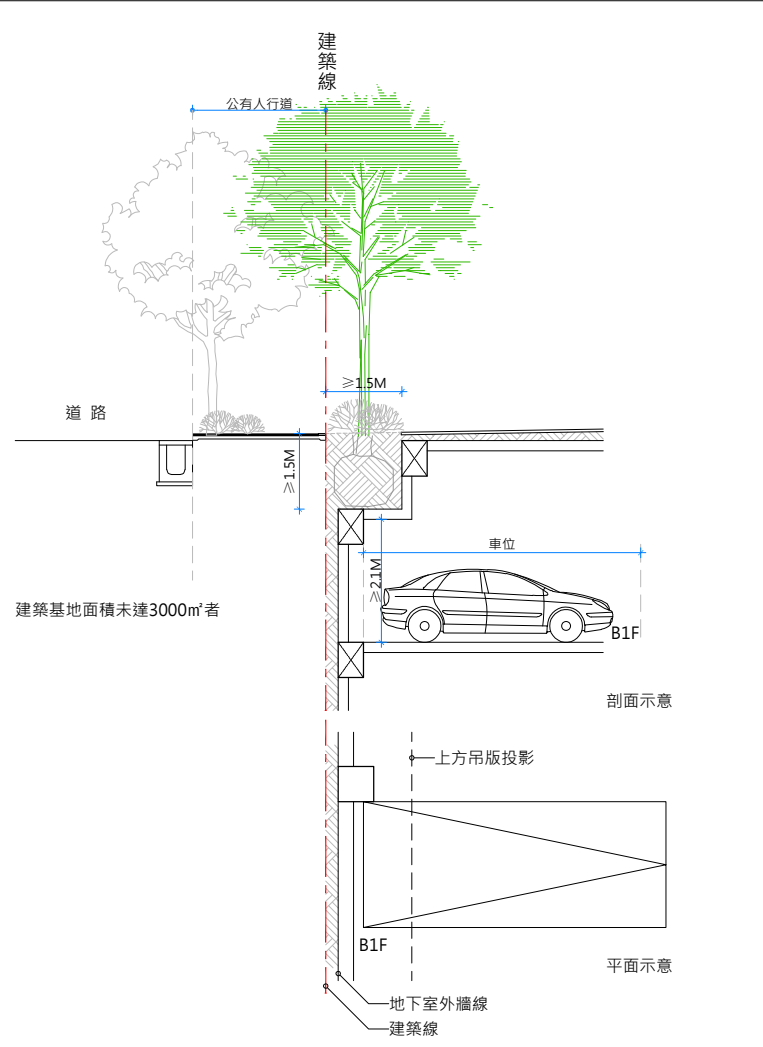 建築線
公有人行道
≥1.5M
道 路
≥1.5M
車位
≥2.1M
建築基地面積未達3000㎡者
B1F
剖面示意
上方吊版投影
B1F
平面示意
地下室外牆線
建築線